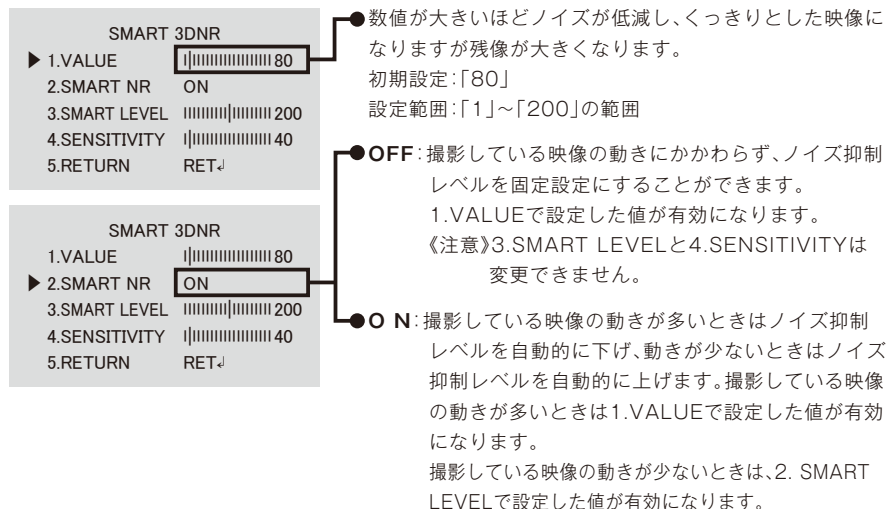 SMART 3DNR
▶ 1.VALUE 80
2.SMART NR ON
3.SMART LEVEL 200
4.SENSITIVITY 40
5.RETURN RET↲
●数値が大きいほどノイズが低減し、くっきりとした映像に
なりますが残像が大きくなります。
初期設定：「80」
設定範囲：「1」～「200」の範囲
SMART 3DNR
1.VALUE 80
▶ 2.SMART NR ON
3.SMART LEVEL 200
4.SENSITIVITY 40
5.RETURN RET↲
●OFF：撮影している映像の動きにかかわらず、ノイズ抑制
レベルを固定設定にすることができます。
1.VALUEで設定した値が有効になります。
《注意》3.SMART LEVELと4.SENSITIVITYは
変更できません。
●O N：撮影している映像の動きが多いときはノイズ抑制
レベルを自動的に下げ、動きが少ないときはノイズ
抑制レベルを自動的に上げます。撮影している映像
の動きが多いときは1.VALUEで設定した値が有効
になります。
撮影している映像の動きが少ないときは、2. SMART
LEVELで設定した値が有効になります。